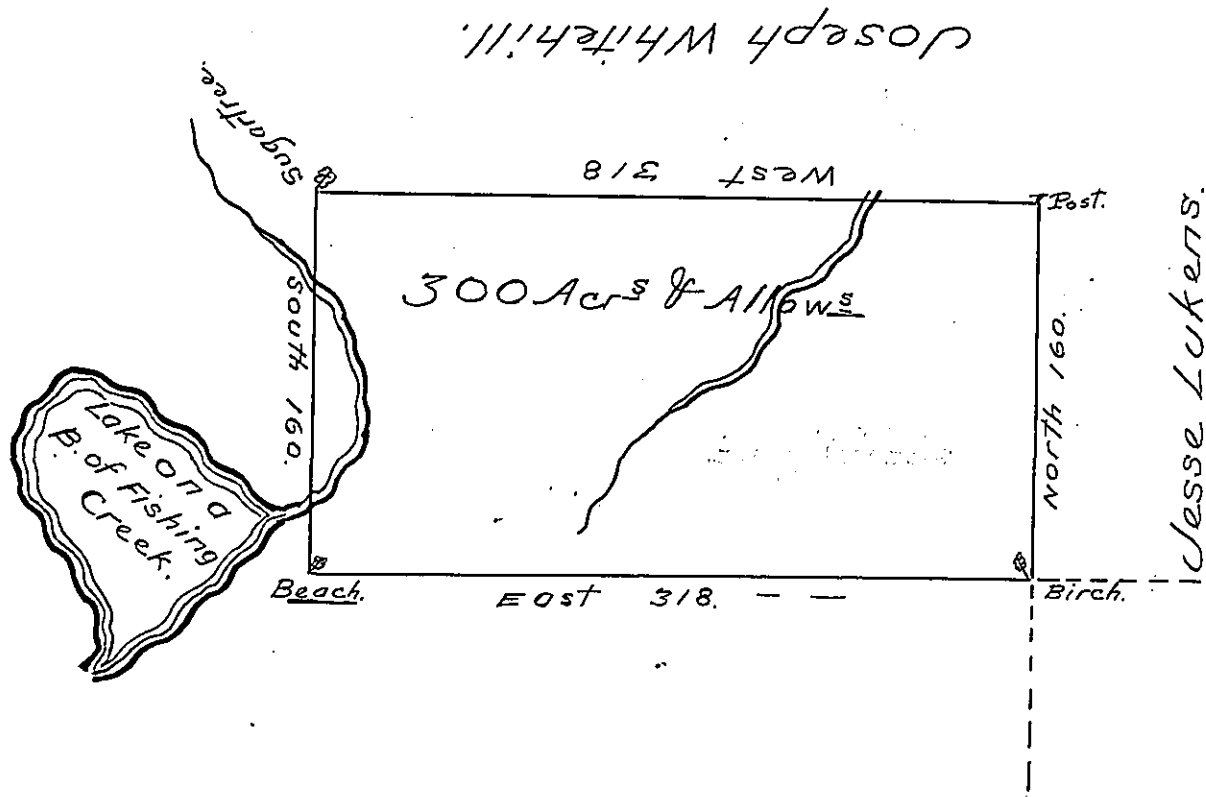 Joseph Whitehill.
Sugartree.
West 318
Post.
300 Acrs & Allows
South 160.
North 160.
Jesse Lukens.
Lake on a
B. of Fishing
Creek.
Beach.
East 318. — —
Birch.